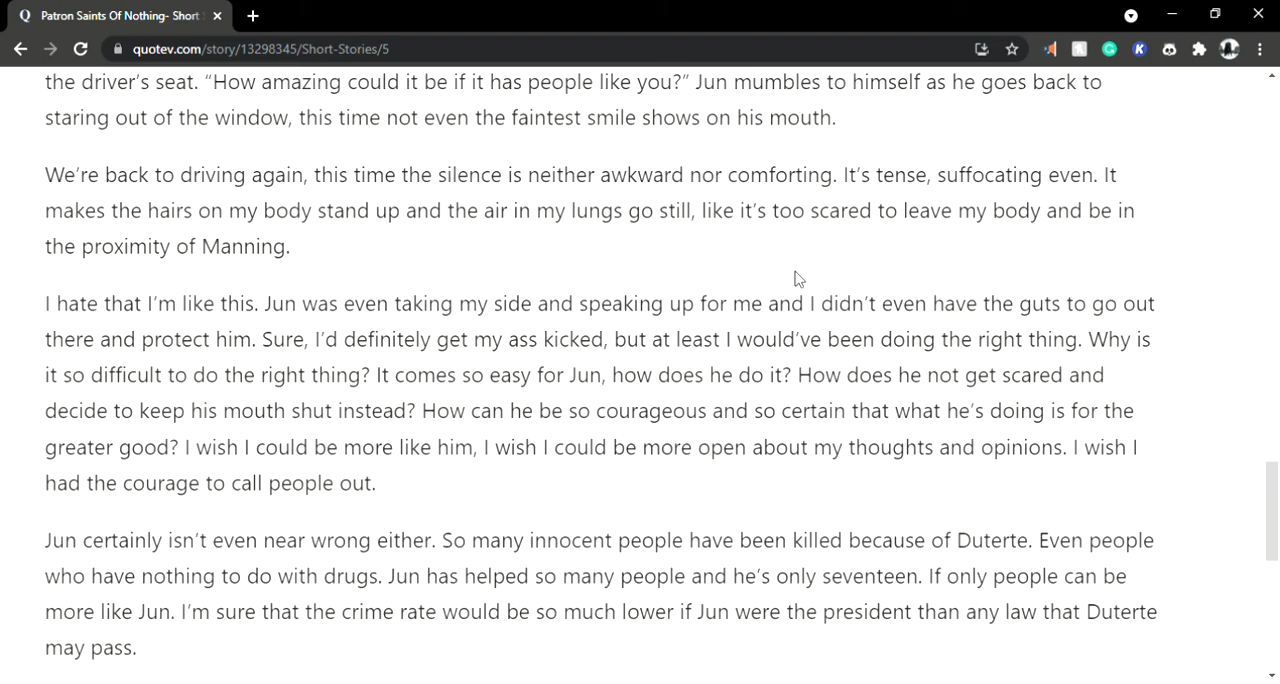 Q Patron Saints Of Nothing- Short
quotev.com/story/13298345/Short-Stories/5
the driver's seat. “How amazing could it be if it has people like you?” Jun mumbles to himself as he goes back to
staring out of the window, this time not even the faintest smile shows on his mouth.
We're back to driving again, this time the silence is neither awkward nor comforting. It's tense, suffocating even. It
makes the hairs on my body stand up and the air in my lungs go still, like it's too scared to leave my body and be in
the proximity of Manning.
I hate that I'm like this. Jun was even taking my side and speaking up for me and I didn't even have the guts to go out
there and protect him. Sure, I'd definitely get my ass kicked, but at least I would've been doing the right thing. Why is
it so difficult to do the right thing? It comes so easy for Jun, how does he do it? How does he not get scared and
decide to keep his mouth shut instead? How can he be so courageous and so certain that what he's doing is for the
greater good? I wish I could be more like him, I wish I could be more open about my thoughts and opinions. I wish I
had the courage to call people out.
Jun certainly isn't even near wrong either. So many innocent people have been killed because of Duterte. Even people
who have nothing to do with drugs. Jun has helped so many people and he's only seventeen. If only people can be
more like Jun. I'm sure that the crime rate would be so much lower if Jun were the president than any law that Duterte
may pass.